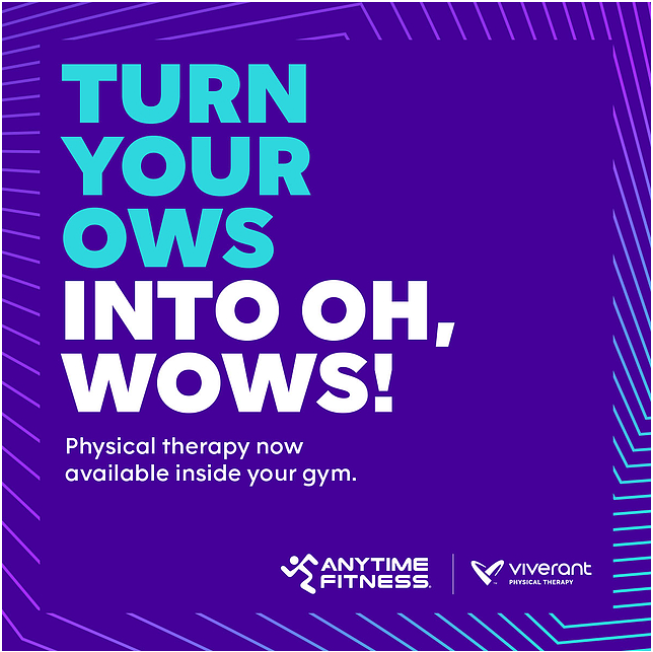 TURN
YOUR
OWS
INTO OH,
WOWS!
Physical therapy now
available inside your gym.
ANYTIME
FITNESS.
viverant
PHYSICAL THERAPY